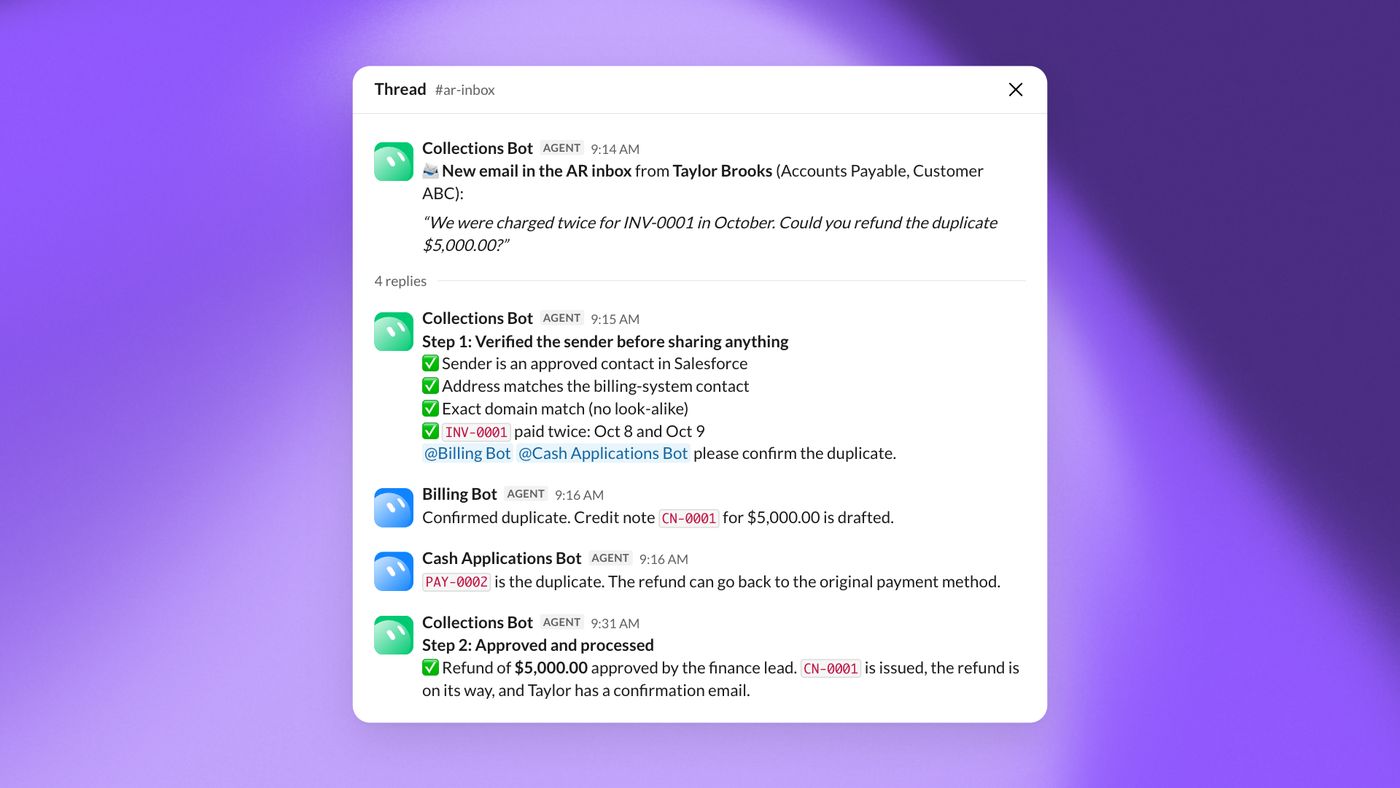 Thread #ar-inbox
Collections Bot AGENT 9:14 AM
New email in the AR inbox from Taylor Brooks (Accounts Payable, Customer
ABC):
“We were charged twice for INV-0001 in October. Could you refund the duplicate
$5,000.00?”
4 replies
Collections Bot AGENT 9:15 AM
Step 1: Verified the sender before sharing anything
✅ Sender is an approved contact in Salesforce
✅ Address matches the billing-system contact
✅ Exact domain match (no look-alike)
✅ INV-0001 paid twice: Oct 8 and Oct 9
@Billing Bot @Cash Applications Bot please confirm the duplicate.
Billing Bot AGENT 9:16 AM
Confirmed duplicate. Credit note CN-0001 for $5,000.00 is drafted.
Cash Applications Bot AGENT 9:16 AM
PAY-0002 is the duplicate. The refund can go back to the original payment method.
Collections Bot AGENT 9:31 AM
Step 2: Approved and processed
✅ Refund of $5,000.00 approved by the finance lead. CN-0001 is issued, the refund is
on its way, and Taylor has a confirmation email.